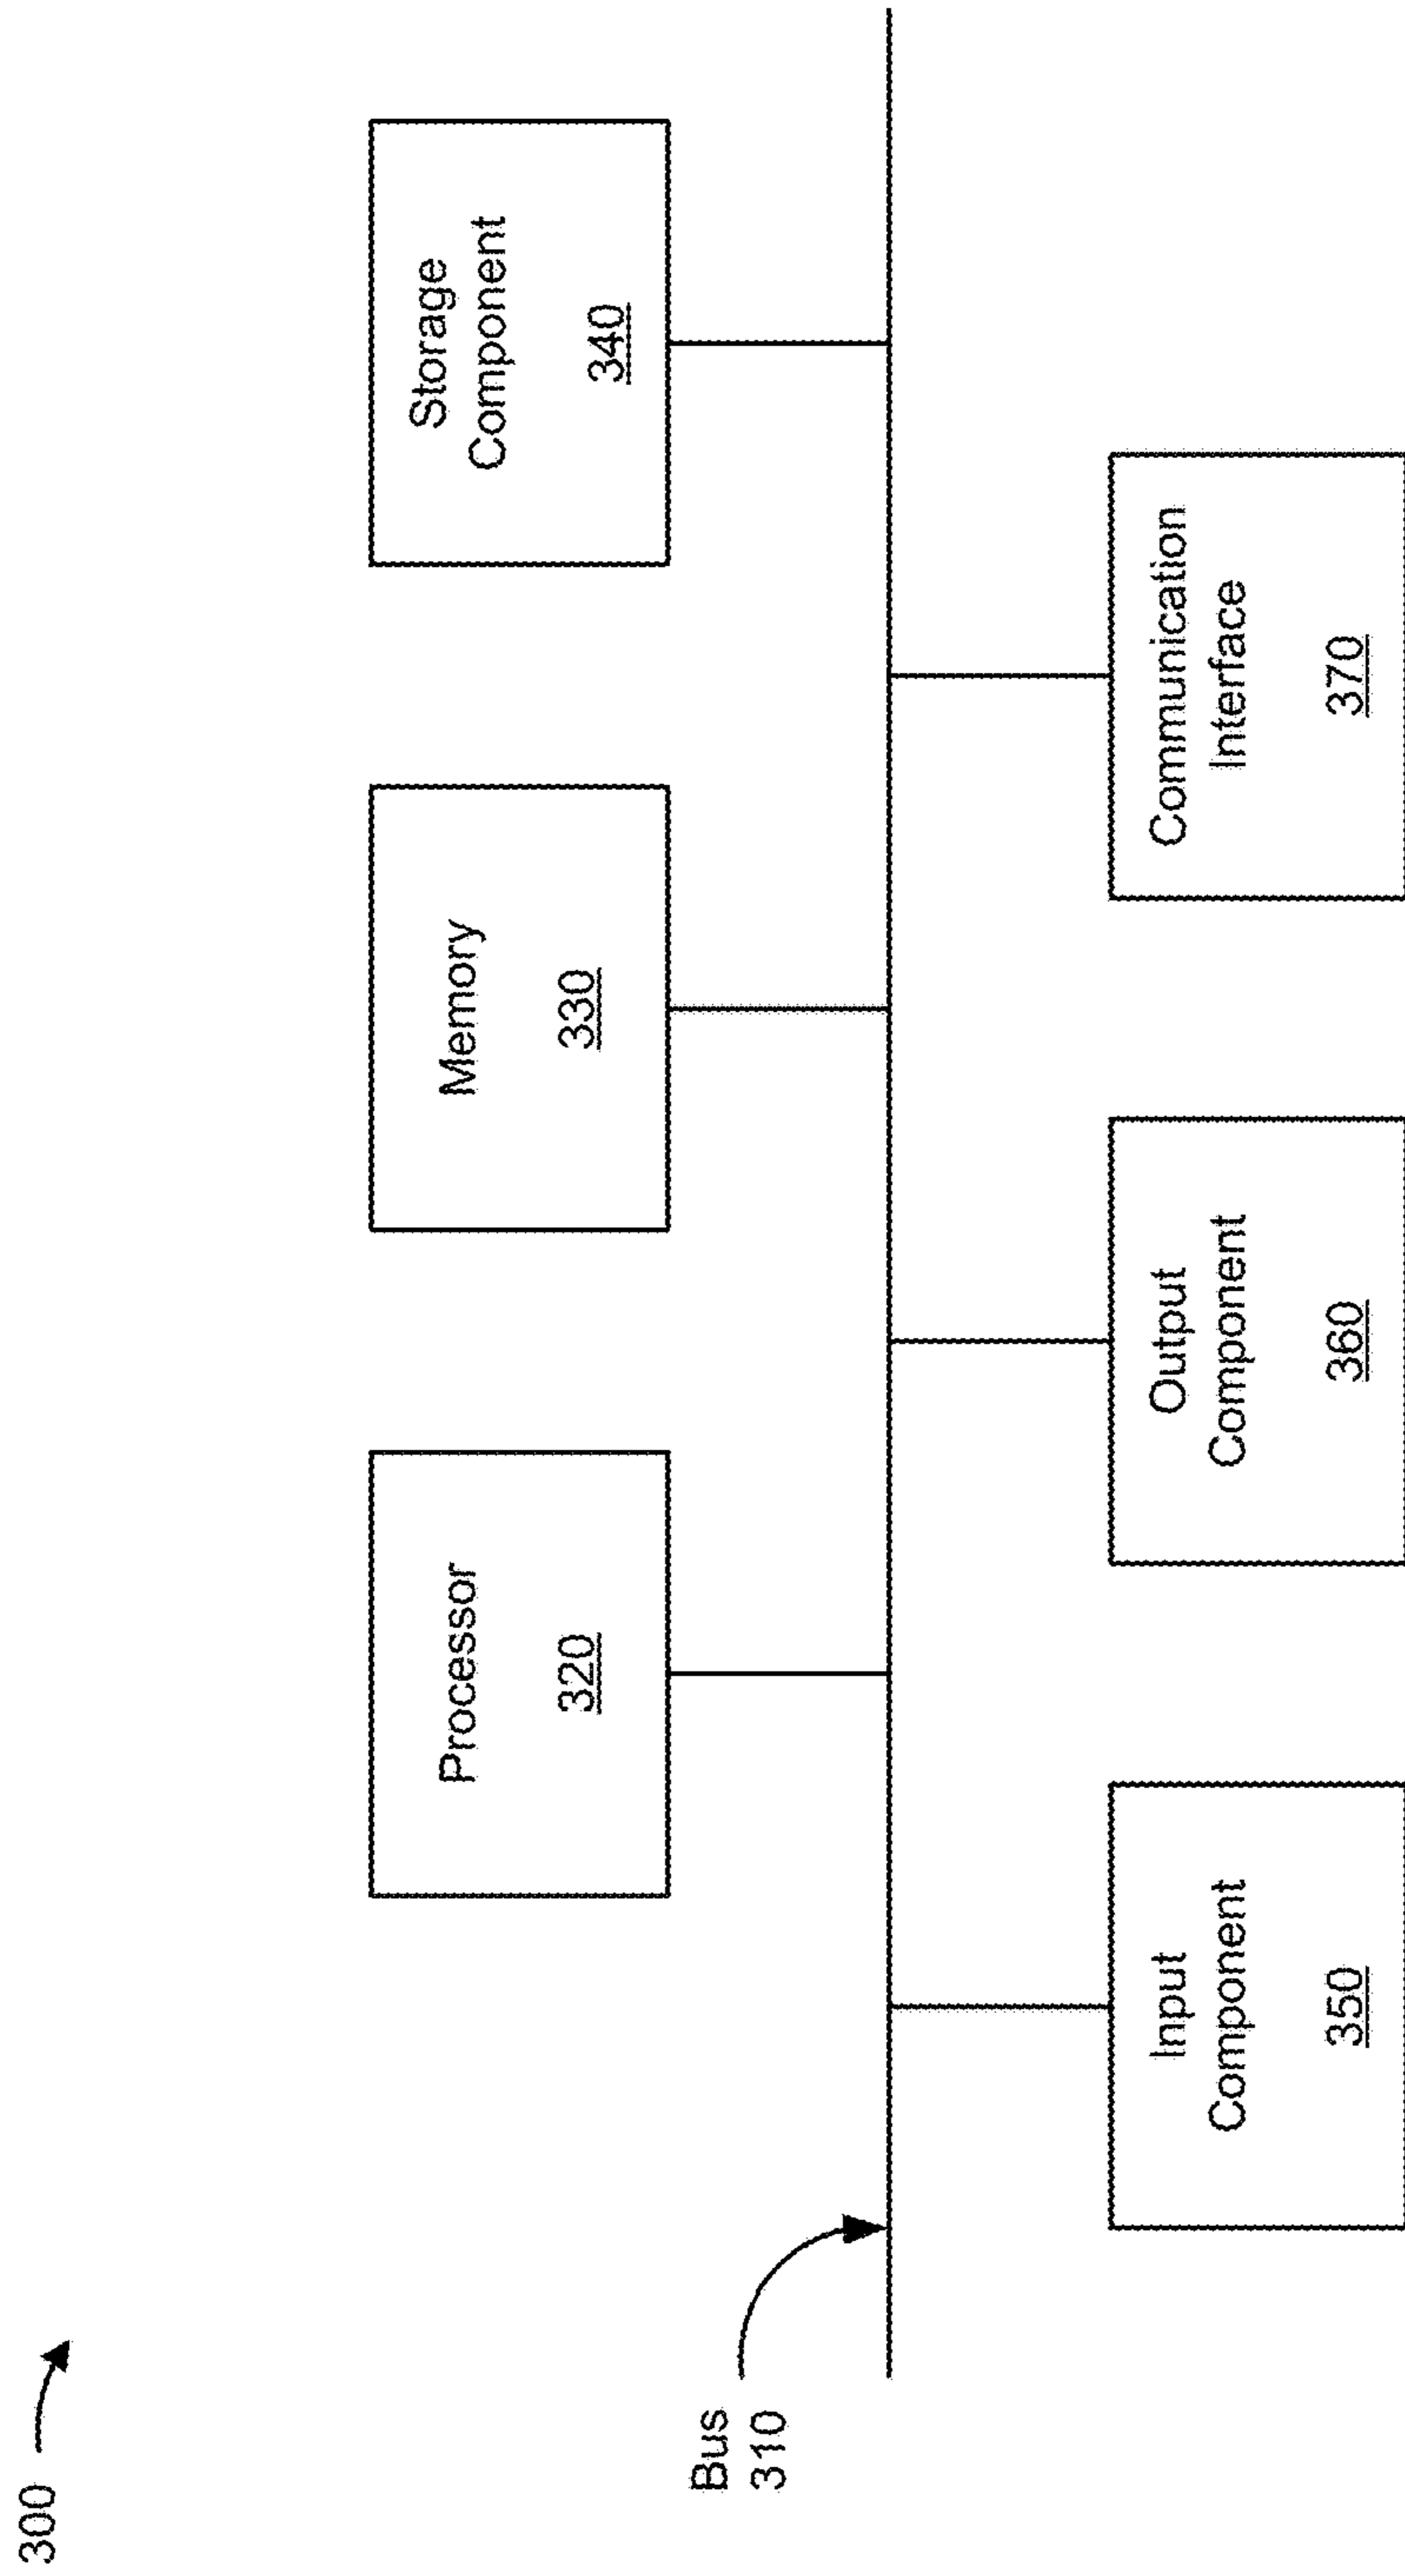 300
Processor
320
Memory
330
Storage
Component
340
Bus
310
Input
Component
350
Output
Component
360
Communication
Interface
370